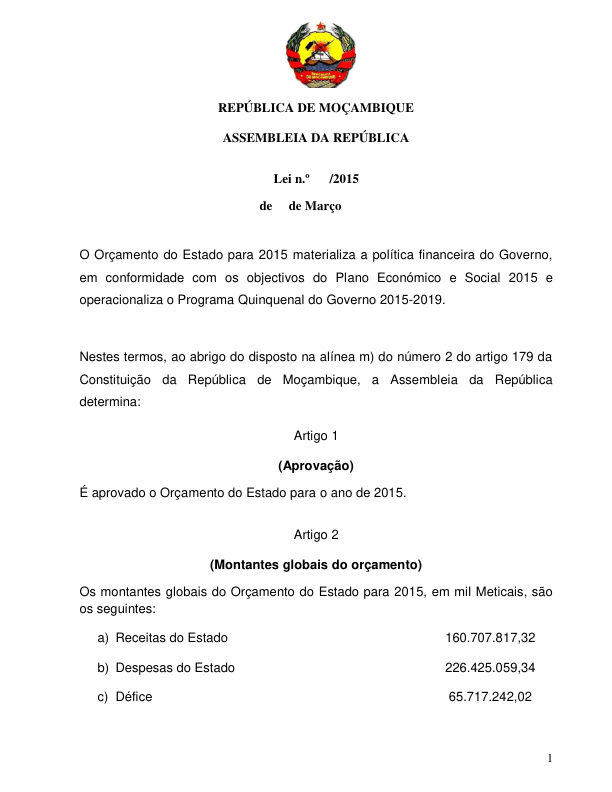 REPÚBLICA DE MOÇAMBIQUE
ASSEMBLEIA DA REPÚBLICA
Lei n.º /2015
de de Março
O Orçamento do Estado para 2015 materializa a política financeira do Governo,
em conformidade com os objectivos do Plano Económico e Social 2015 e
operacionaliza o Programa Quinquenal do Governo 2015-2019.
Nestes termos, ao abrigo do disposto na alínea m) do número 2 do artigo 179 da
Constituição da República de Moçambique, a Assembleia da República
determina:
Artigo 1
(Aprovação)
É aprovado o Orçamento do Estado para o ano de 2015.
Artigo 2
(Montantes globais do orçamento)
Os montantes globais do Orçamento do Estado para 2015, em mil Meticais, são
os seguintes:
a) Receitas do Estado 160.707.817,32
b) Despesas do Estado 226.425.059,34
c) Défice 65.717.242,02
1